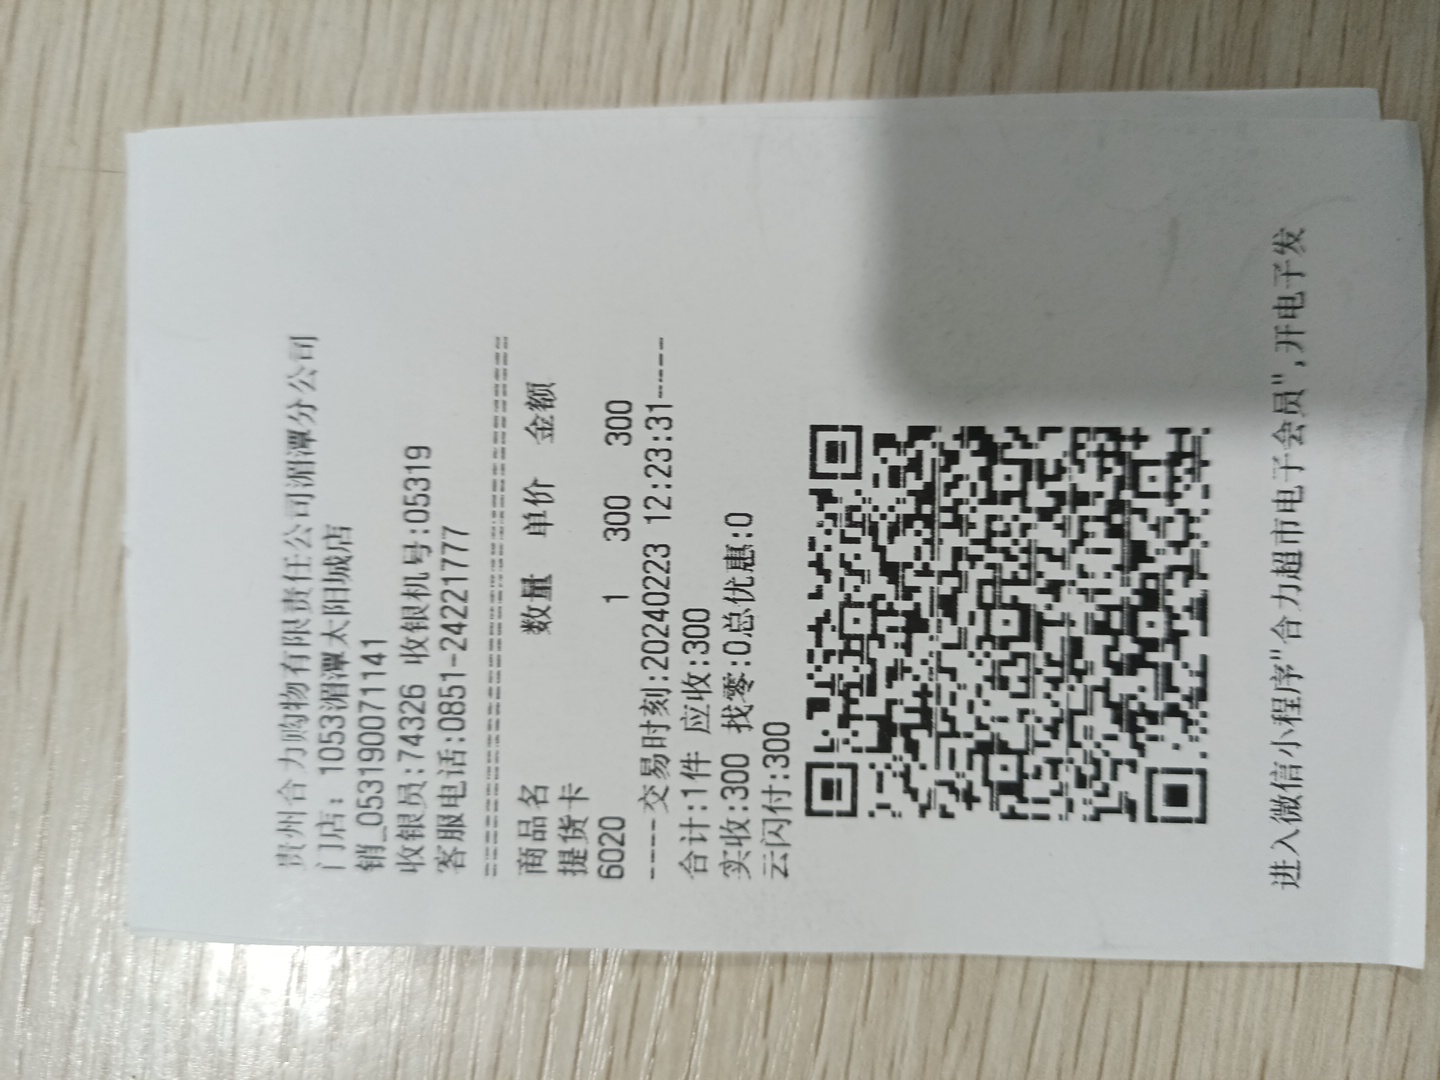 贵州合力购物有限责任公司湄潭分公司
门店：1053湄潭太阳城店
销_053190071141
收银员:74326 收银机号:05319
客服电话:0851-24221777
================================
商品名 数量 单价 金额
提货卡
6020 1 300 300
----交易时刻:20240223 12:23:31----
合计:1件 应收:300
实收:300 找零:0总优惠:0
云闪付:300
进入微信小程序"合力超市电子会员",开电子发